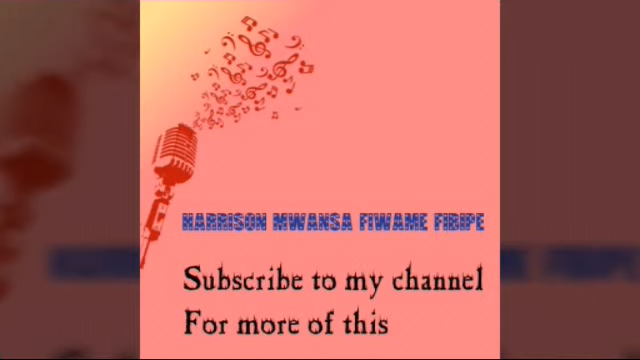 HARRISON MWANSA FIWAME FIBIPE
Subscribe to my channel
For more of this